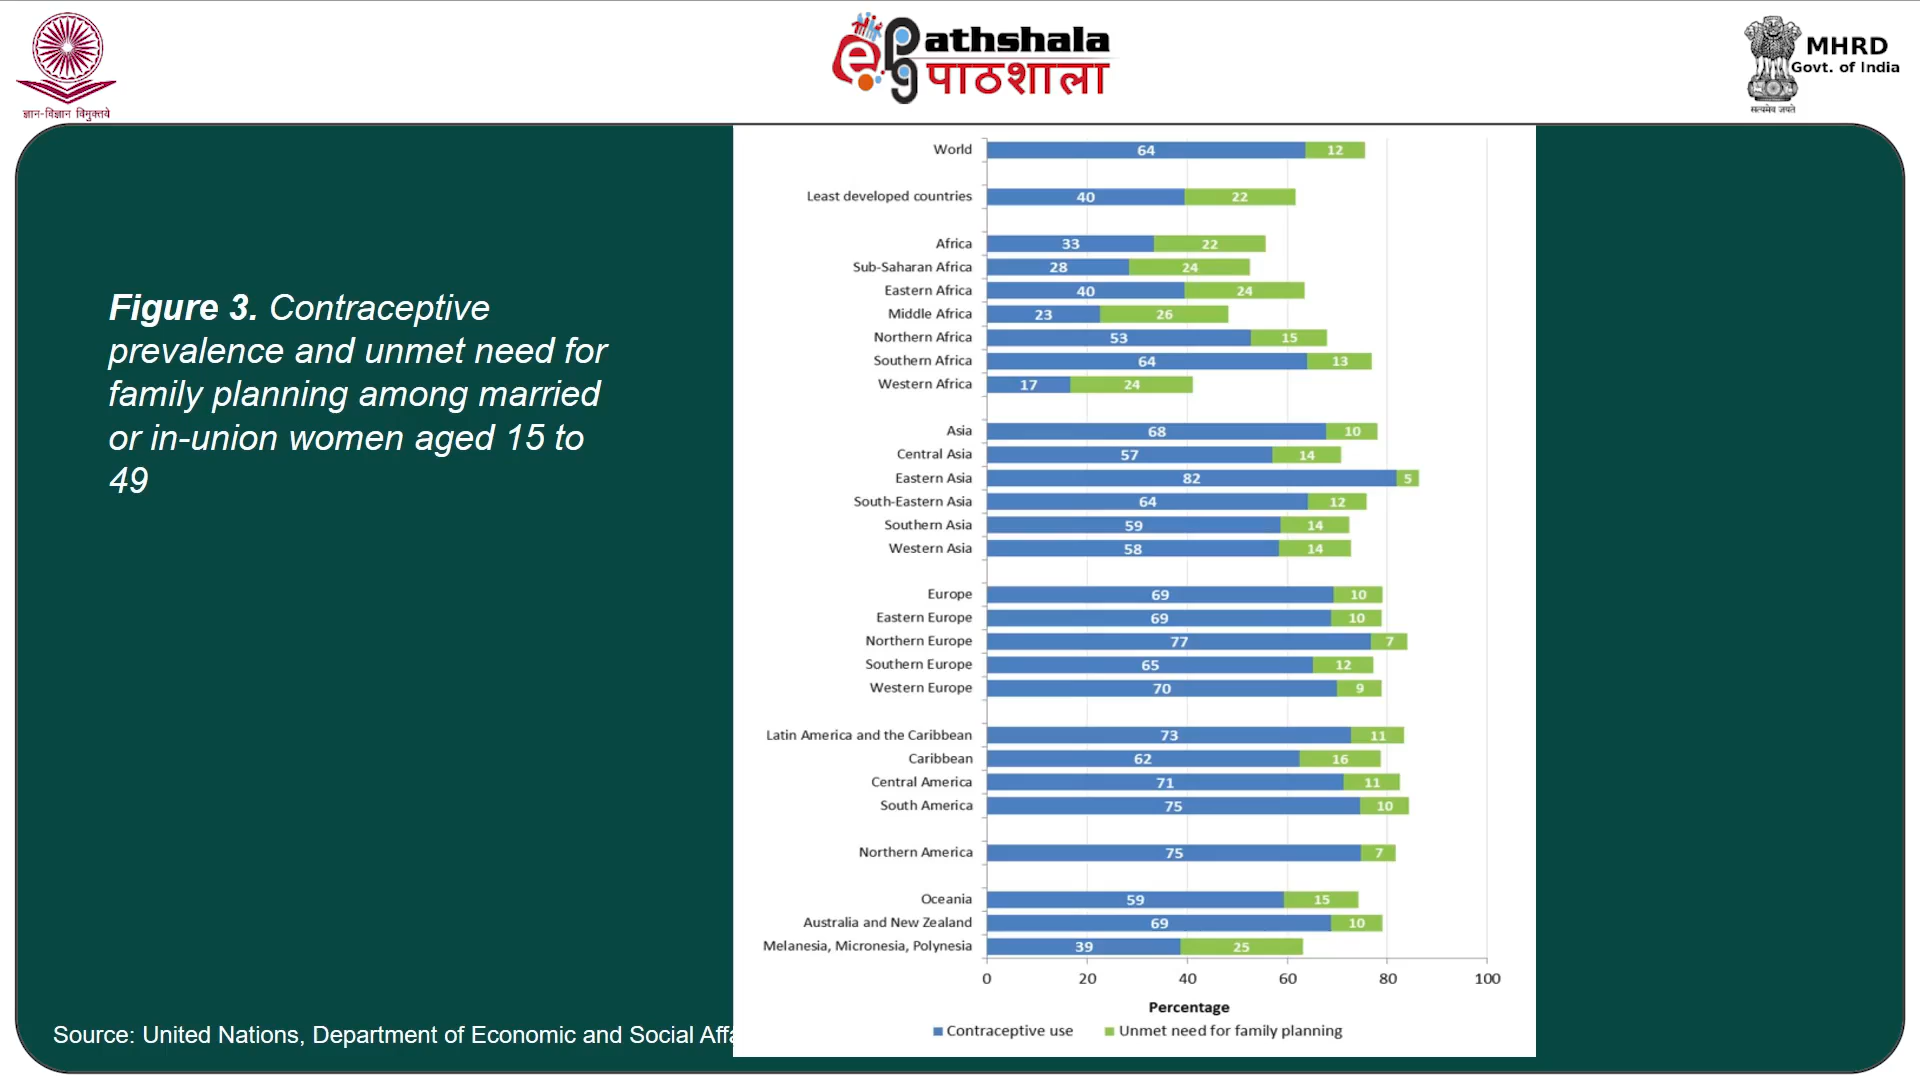 ज्ञान-विज्ञान विमुक्तये
e Pg athshala
पाठशाला
MHRD
Govt. of India
सत्यमेव जयते
Figure 3. Contraceptive
prevalence and unmet need for
family planning among married
or in-union women aged 15 to
49
World 64 12
Least developed countries 40 22
Africa 33 22
Sub-Saharan Africa 28 24
Eastern Africa 40 24
Middle Africa 23 26
Northern Africa 53 15
Southern Africa 64 13
Western Africa 17 24
Asia 68 10
Central Asia 57 14
Eastern Asia 82 5
South-Eastern Asia 64 12
Southern Asia 59 14
Western Asia 58 14
Europe 69 10
Eastern Europe 69 10
Northern Europe 77 7
Southern Europe 65 12
Western Europe 70 9
Latin America and the Caribbean 73 11
Caribbean 62 16
Central America 71 11
South America 75 10
Northern America 75 7
Oceania 59 15
Australia and New Zealand 69 10
Melanesia, Micronesia, Polynesia 39 25
0 20 40 60 80 100
Percentage
Contraceptive use Unmet need for family planning
Source: United Nations, Department of Economic and Social Affa